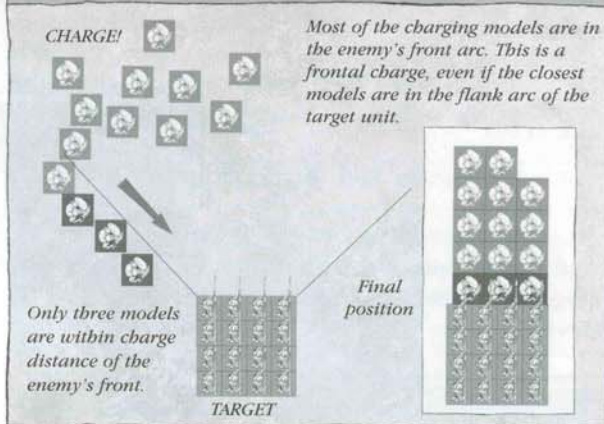 CHARGE!
Most of the charging models are in
the enemy's front arc. This is a
frontal charge, even if the closest
models are in the flank arc of the
target unit.
Only three models
are within charge
distance of the
enemy's front.
TARGET
Final
position